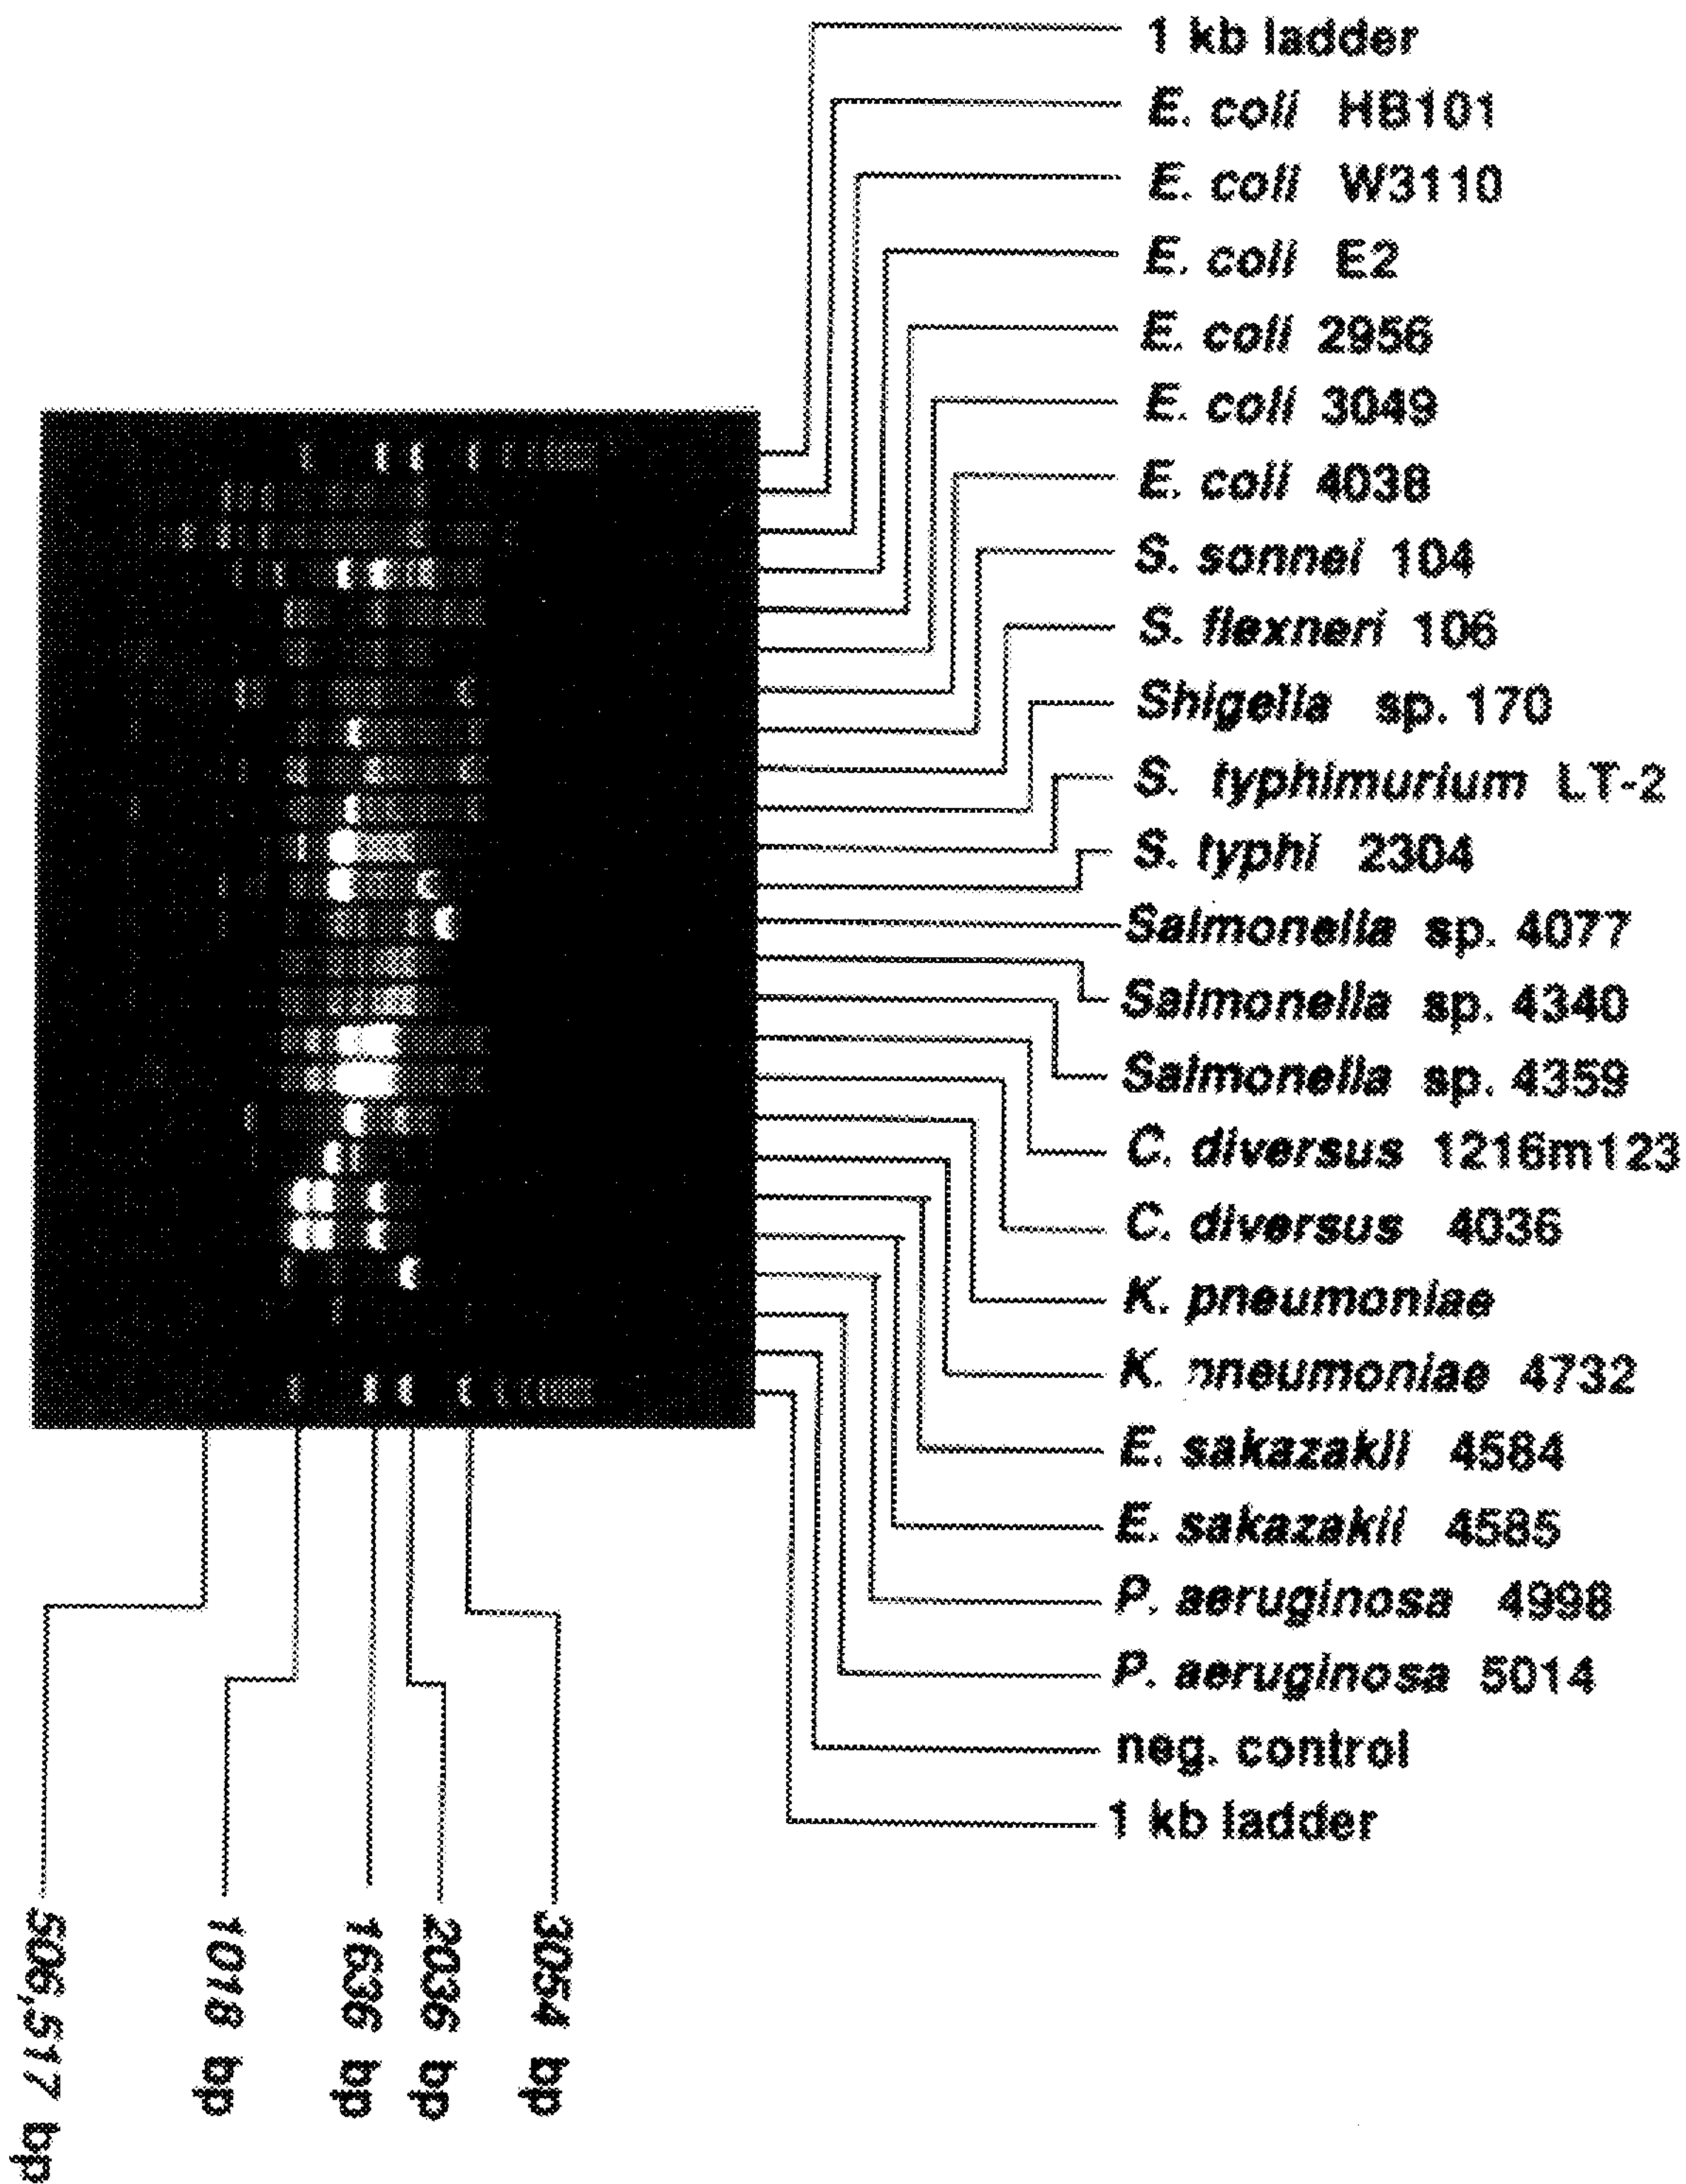 1 kb ladder
E. coli HB101
E. coli W3110
E. coli E2
E. coli 2956
E. coli 3049
E. coli 4038
S. sonnei 104
S. flexneri 106
Shigella sp. 170
S. typhimurium LT-2
S. typhi 2304
Salmonella sp. 4077
Salmonella sp. 4340
Salmonella sp. 4359
C. diversus 1216m123
C. diversus 4036
K. pneumoniae
K. pneumoniae 4732
E. sakazakii 4584
E. sakazakii 4585
P. aeruginosa 4998
P. aeruginosa 5014
neg. control
1 kb ladder
506,517 bp
1018 bp
1636 bp
2036 bp
3054 bp